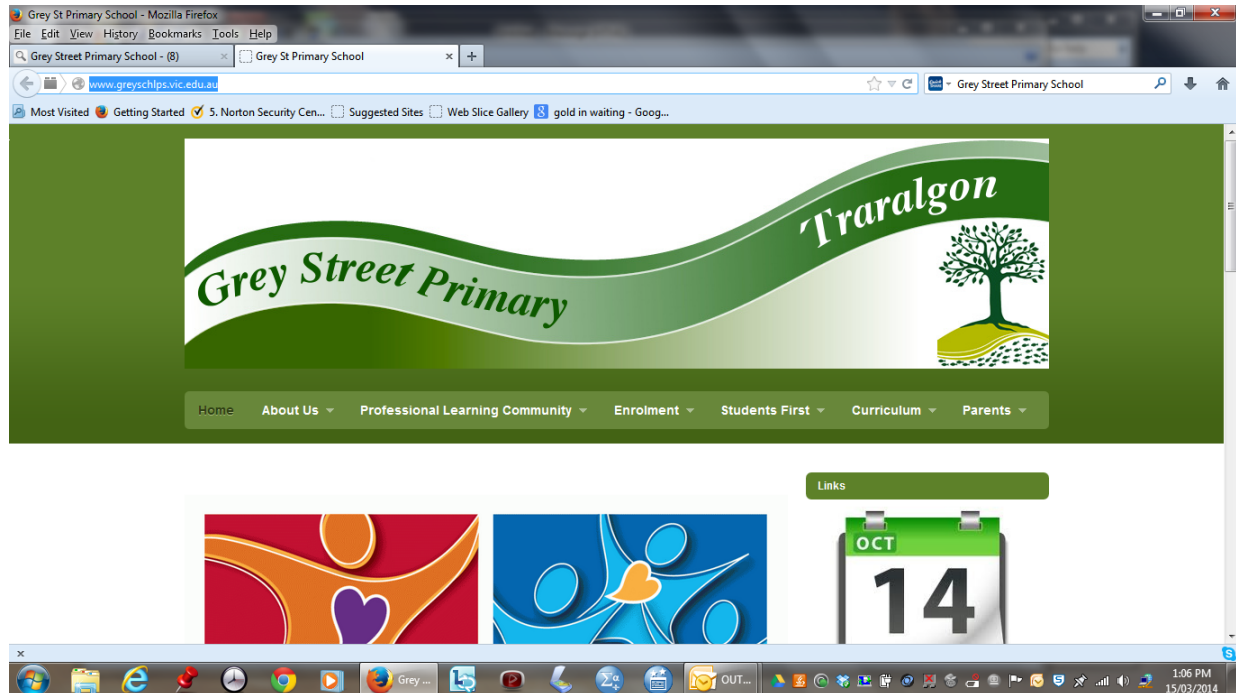 Grey St Primary School - Mozilla Firefox
File Edit View History Bookmarks Tools Help
Grey Street Primary School - (8) × Grey St Primary School × +
www.greyschlps.vic.edu.au Grey Street Primary School
Most Visited Getting Started 5. Norton Security Cen... Suggested Sites Web Slice Gallery gold in waiting - Goog...
Traralgon
Grey Street Primary
Home About Us Professional Learning Community Enrolment Students First Curriculum Parents
Links
OCT
14
×
Grey ... OUT... 1:06 PM
15/03/2014